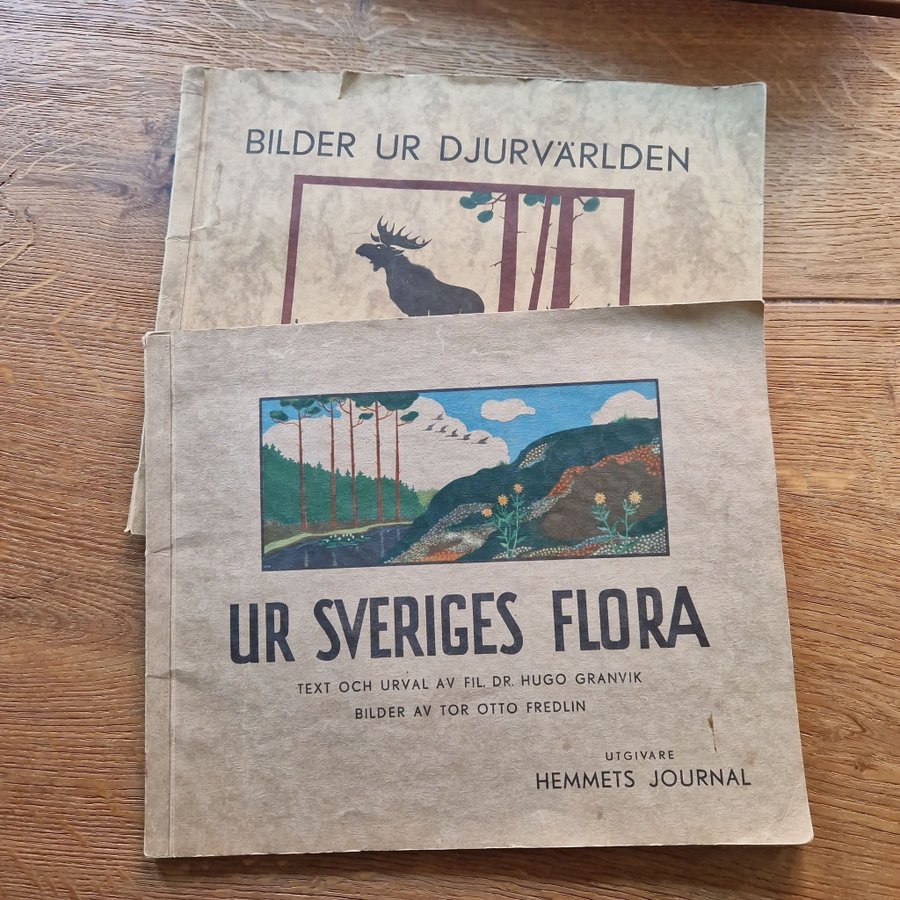 BILDER UR DJURVÄRLDEN
UR SVERIGES FLORA
TEXT OCH URVAL AV FIL. DR. HUGO GRANVIK
BILDER AV TOR OTTO FREDLIN
UTGIVARE
HEMMETS JOURNAL